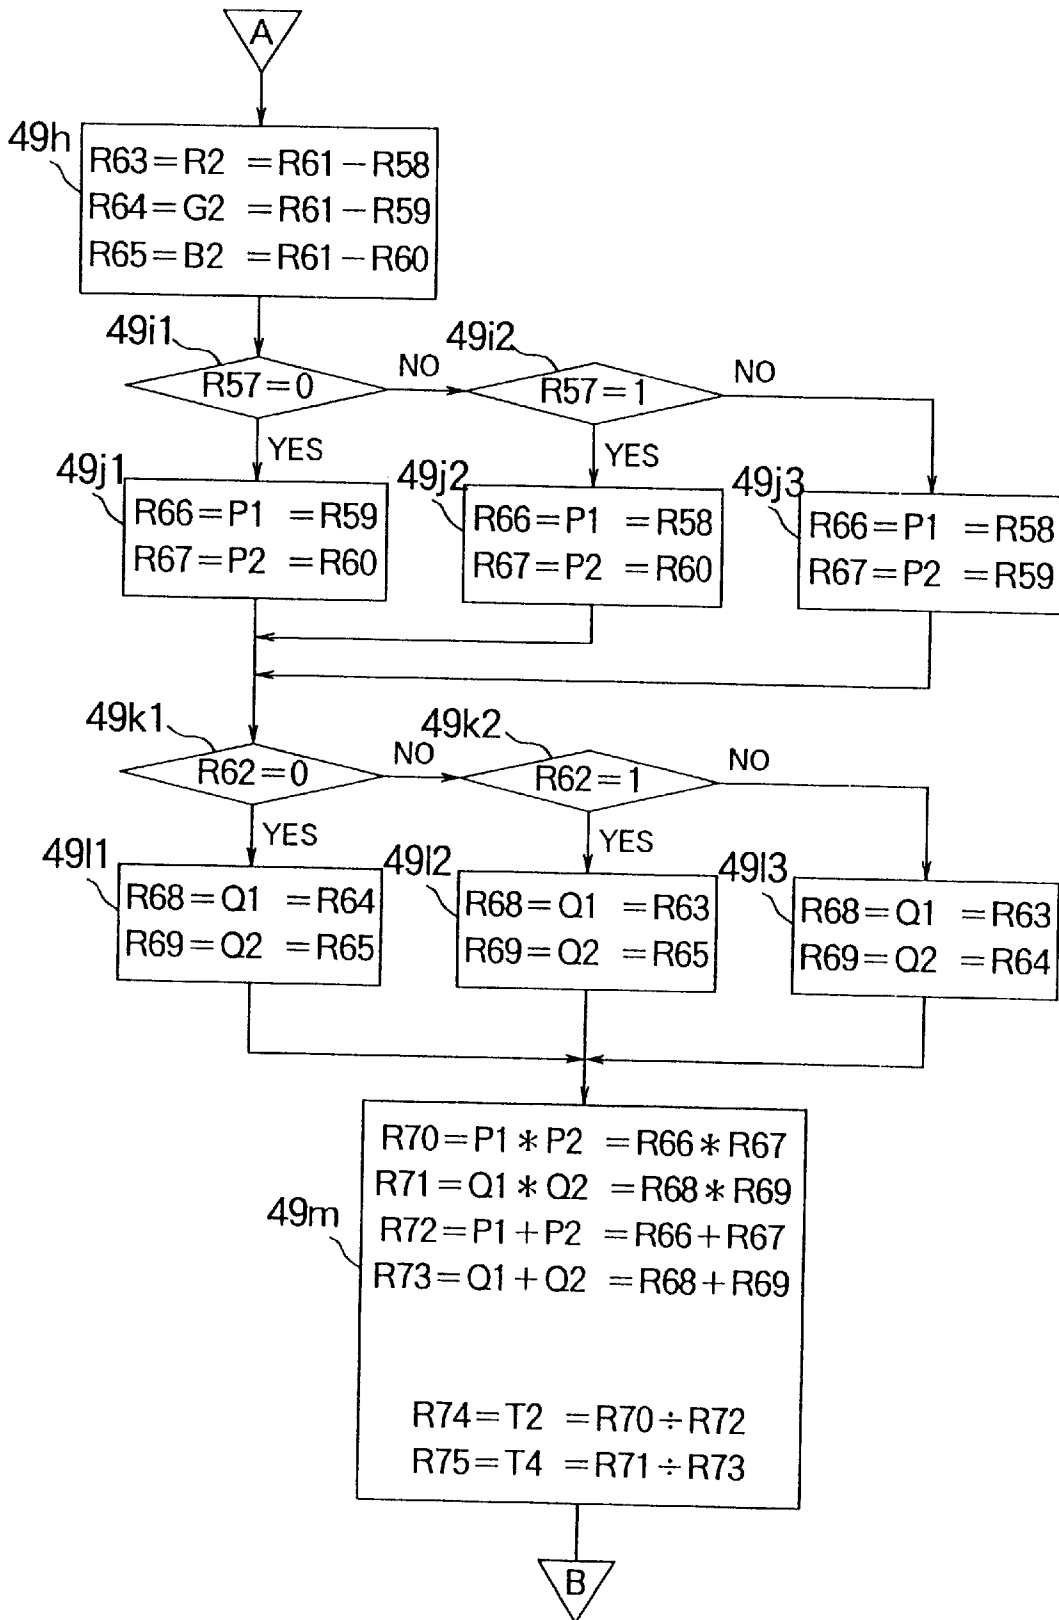 A
49h
R63=R2 =R61−R58
R64=G2 =R61−R59
R65=B2 =R61−R60
49i1
R57=0
NO
49i2
R57=1
NO
YES
YES
49j1
R66=P1 =R59
R67=P2 =R60
49j2
R66=P1 =R58
R67=P2 =R60
49j3
R66=P1 =R58
R67=P2 =R59
49k1
R62=0
NO
49k2
R62=1
NO
YES
YES
49l1
R68=Q1 =R64
R69=Q2 =R65
49l2
R68=Q1 =R63
R69=Q2 =R65
49l3
R68=Q1 =R63
R69=Q2 =R64
49m
R70=P1*P2 =R66*R67
R71=Q1*Q2 =R68*R69
R72=P1+P2 =R66+R67
R73=Q1+Q2 =R68+R69
R74=T2 =R70÷R72
R75=T4 =R71÷R73
B